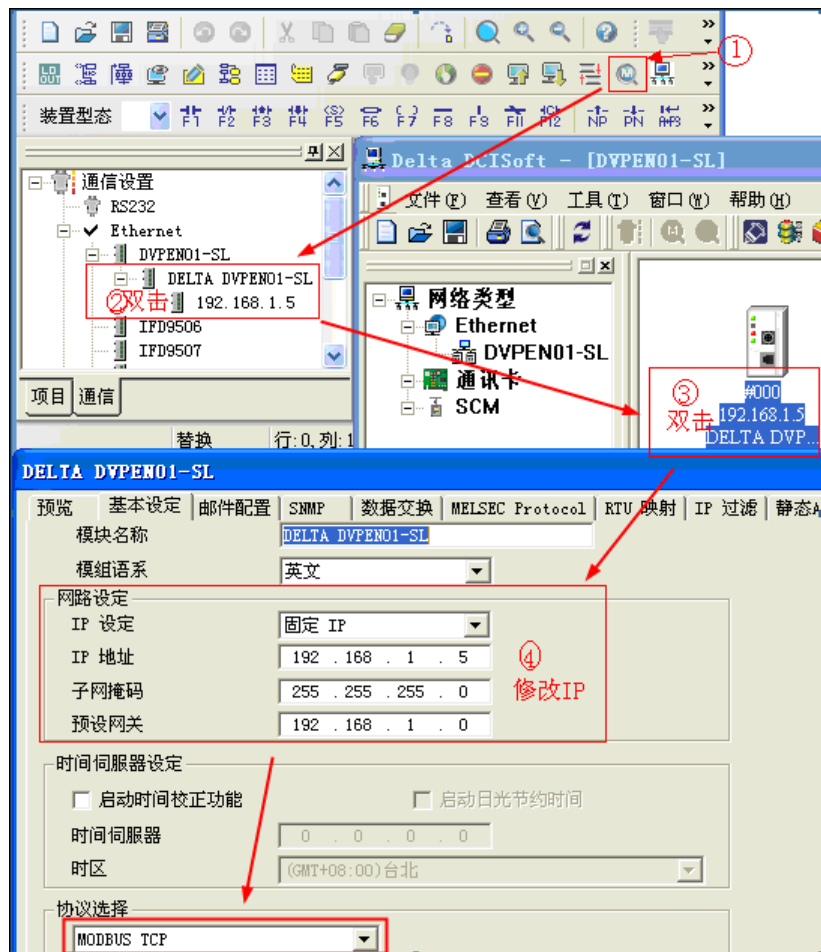 ①
装置型态
F1 F2 F3 F4 F5 F6 F7 F8 F9 F11 F12 NP PN
通信设置
RS232
Ethernet
DVPEN01-SL
DELTA DVPEN01-SL
②双击
192.168.1.5
IFD9506
IFD9507
项目 通信
替换 行:0,列:1
Delta DCISoft - [DVPEN01-SL]
文件(F) 查看(V) 工具(T) 窗口(W) 帮助(H)
网络类型
Ethernet
DVPEN01-SL
通讯卡
SCM
③
双击
#000
192.168.1.5
DELTA DVP...
DELTA DVPEN01-SL
预览 基本设定 邮件配置 SNMP 数据交换 MELSEC Protocol RTU 映射 IP 过滤 静态A
模块名称 DELTA DVPEN01-SL
模组语系 英文
网路设定
IP 设定 固定 IP
IP 地址 192 . 168 . 1 . 5
④
修改IP
子网掩码 255 . 255 . 255 . 0
预设网关 192 . 168 . 1 . 0
时间伺服器设定
启动时间校正功能 启动日光节约时间
时间伺服器 0 . 0 . 0 . 0
时区 (GMT+08:00)台北
协议选择
MODBUS TCP